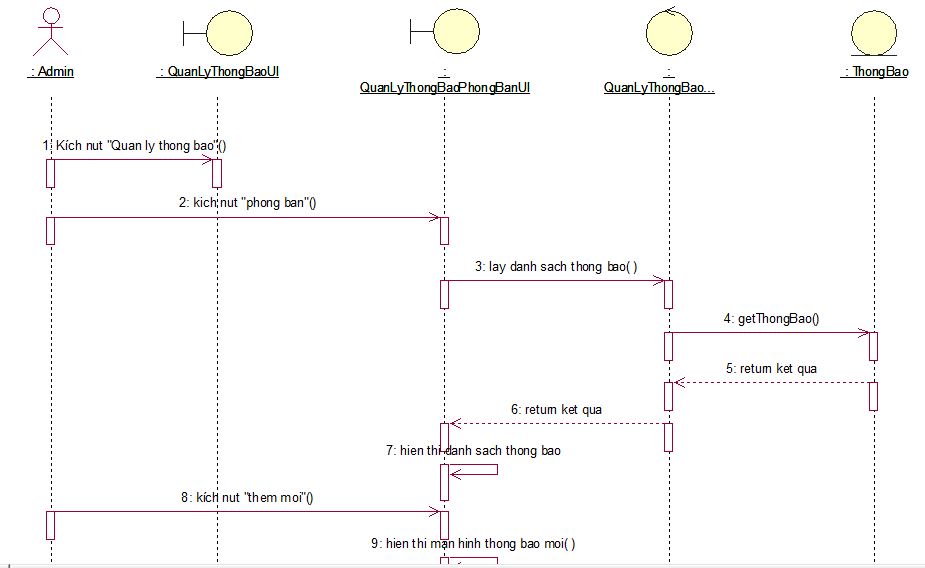 : Admin
: QuanLyThongBaoUI
:
QuanLyThongBaoPhongBanUI
:
QuanLyThongBao...
: ThongBao
1: Kích nut "Quan ly thong bao"()
2: kich nut "phong ban"()
3: lay danh sach thong bao( )
4: getThongBao()
5: return ket qua
6: return ket qua
7: hien thi danh sach thong bao
8: kích nut "them moi"()
9: hien thi man hinh thong bao moi( )